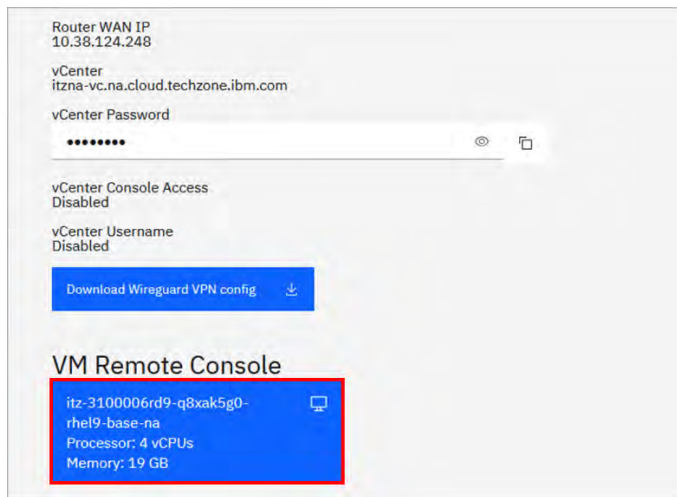 Router WAN IP
10.38.124.248
vCenter
itzna-vc.na.cloud.techzone.ibm.com
vCenter Password
••••••••
vCenter Console Access
Disabled
vCenter Username
Disabled
Download Wireguard VPN config
VM Remote Console
itz-3100006rd9-q8xak5g0-
rhel9-base-na
Processor: 4 vCPUs
Memory: 19 GB